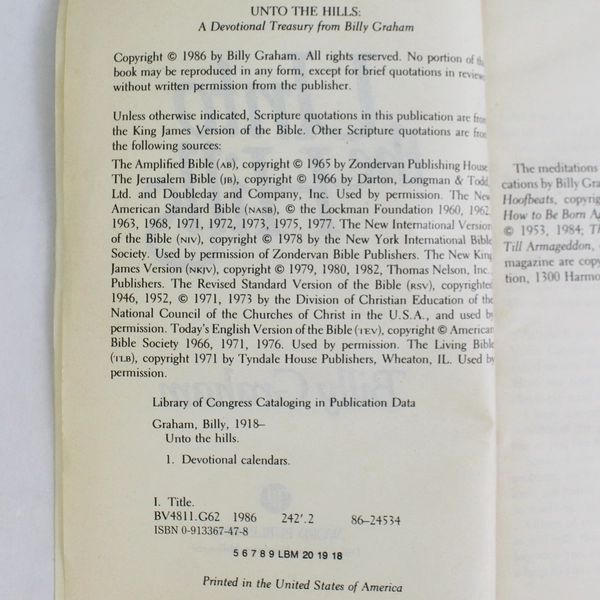 UNTO THE HILLS:
A Devotional Treasury from Billy Graham
Copyright © 1986 by Billy Graham. All rights reserved. No portion of this
book may be reproduced in any form, except for brief quotations in reviews,
without written permission from the publisher.
Unless otherwise indicated, Scripture quotations in this publication are from
the King James Version of the Bible. Other Scripture quotations are from
the following sources:
The Amplified Bible (AB), copyright © 1965 by Zondervan Publishing House
The Jerusalem Bible (JB), copyright © 1966 by Darton, Longman & Todd,
Ltd. and Doubleday and Company, Inc. Used by permission. The New
American Standard Bible (NASB), © the Lockman Foundation 1960, 1962,
1963, 1968, 1971, 1972, 1973, 1975, 1977. The New International Version
of the Bible (NIV), copyright © 1978 by the New York International Bible
Society. Used by permission of Zondervan Bible Publishers. The New King
James Version (NKJV), copyright © 1979, 1980, 1982, Thomas Nelson, Inc.,
Publishers. The Revised Standard Version of the Bible (RSV), copyrighted
1946, 1952, © 1971, 1973 by the Division of Christian Education of the
National Council of the Churches of Christ in the U.S.A., and used by
permission. Today's English Version of the Bible (TEV), copyright © American
Bible Society 1966, 1971, 1976. Used by permission. The Living Bible
(TLB), copyright 1971 by Tyndale House Publishers, Wheaton, IL. Used by
permission.
Library of Congress Cataloging in Publication Data
Graham, Billy, 1918–
Unto the hills.
1. Devotional calendars.
I. Title.
BV4811.G62 1986 242'.2 86-24534
ISBN 0-913367-47-8
5 6 7 8 9 LBM 20 19 18
Printed in the United States of America
The meditations
cations by Billy Gra
Hoofbeats, copyrig
How to Be Born Ag
© 1953, 1984; Th
Till Armageddon, c
magazine are copy
tion, 1300 Harmo